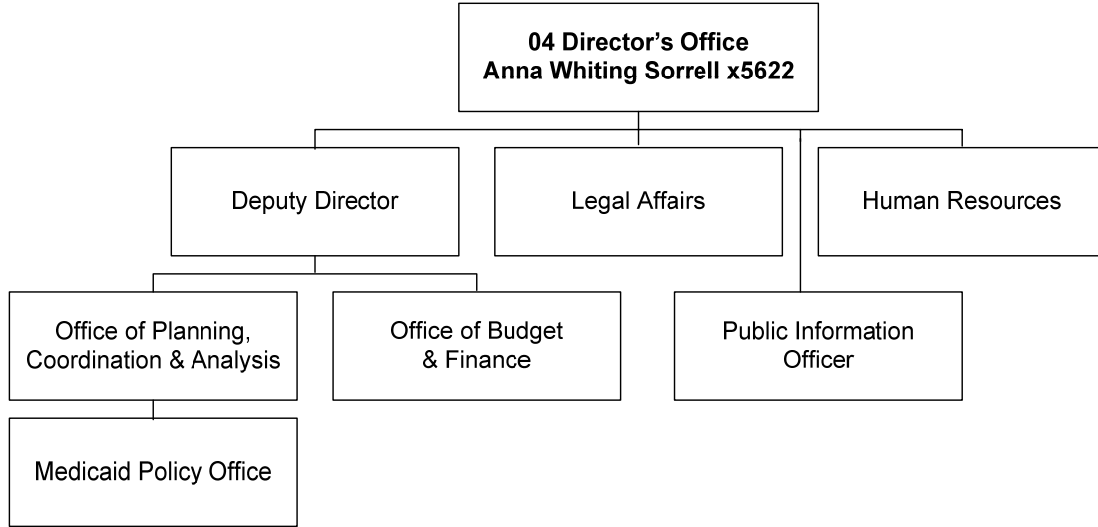 04 Director’s Office
Anna Whiting Sorrell x5622
Deputy Director
Legal Affairs
Human Resources
Office of Planning,
Coordination & Analysis
Office of Budget
& Finance
Public Information
Officer
Medicaid Policy Office